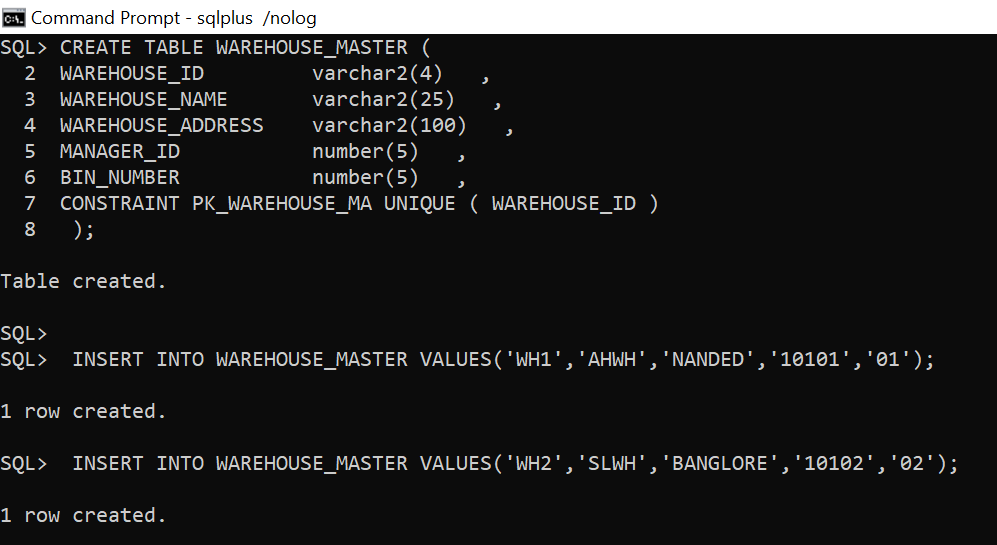 Command Prompt - sqlplus /nolog
SQL> CREATE TABLE WAREHOUSE_MASTER (
2 WAREHOUSE_ID varchar2(4) ,
3 WAREHOUSE_NAME varchar2(25) ,
4 WAREHOUSE_ADDRESS varchar2(100) ,
5 MANAGER_ID number(5) ,
6 BIN_NUMBER number(5) ,
7 CONSTRAINT PK_WAREHOUSE_MA UNIQUE ( WAREHOUSE_ID )
8 );
Table created.
SQL>
SQL> INSERT INTO WAREHOUSE_MASTER VALUES('WH1','AHWH','NANDED','10101','01');
1 row created.
SQL> INSERT INTO WAREHOUSE_MASTER VALUES('WH2','SLWH','BANGLORE','10102','02');
1 row created.